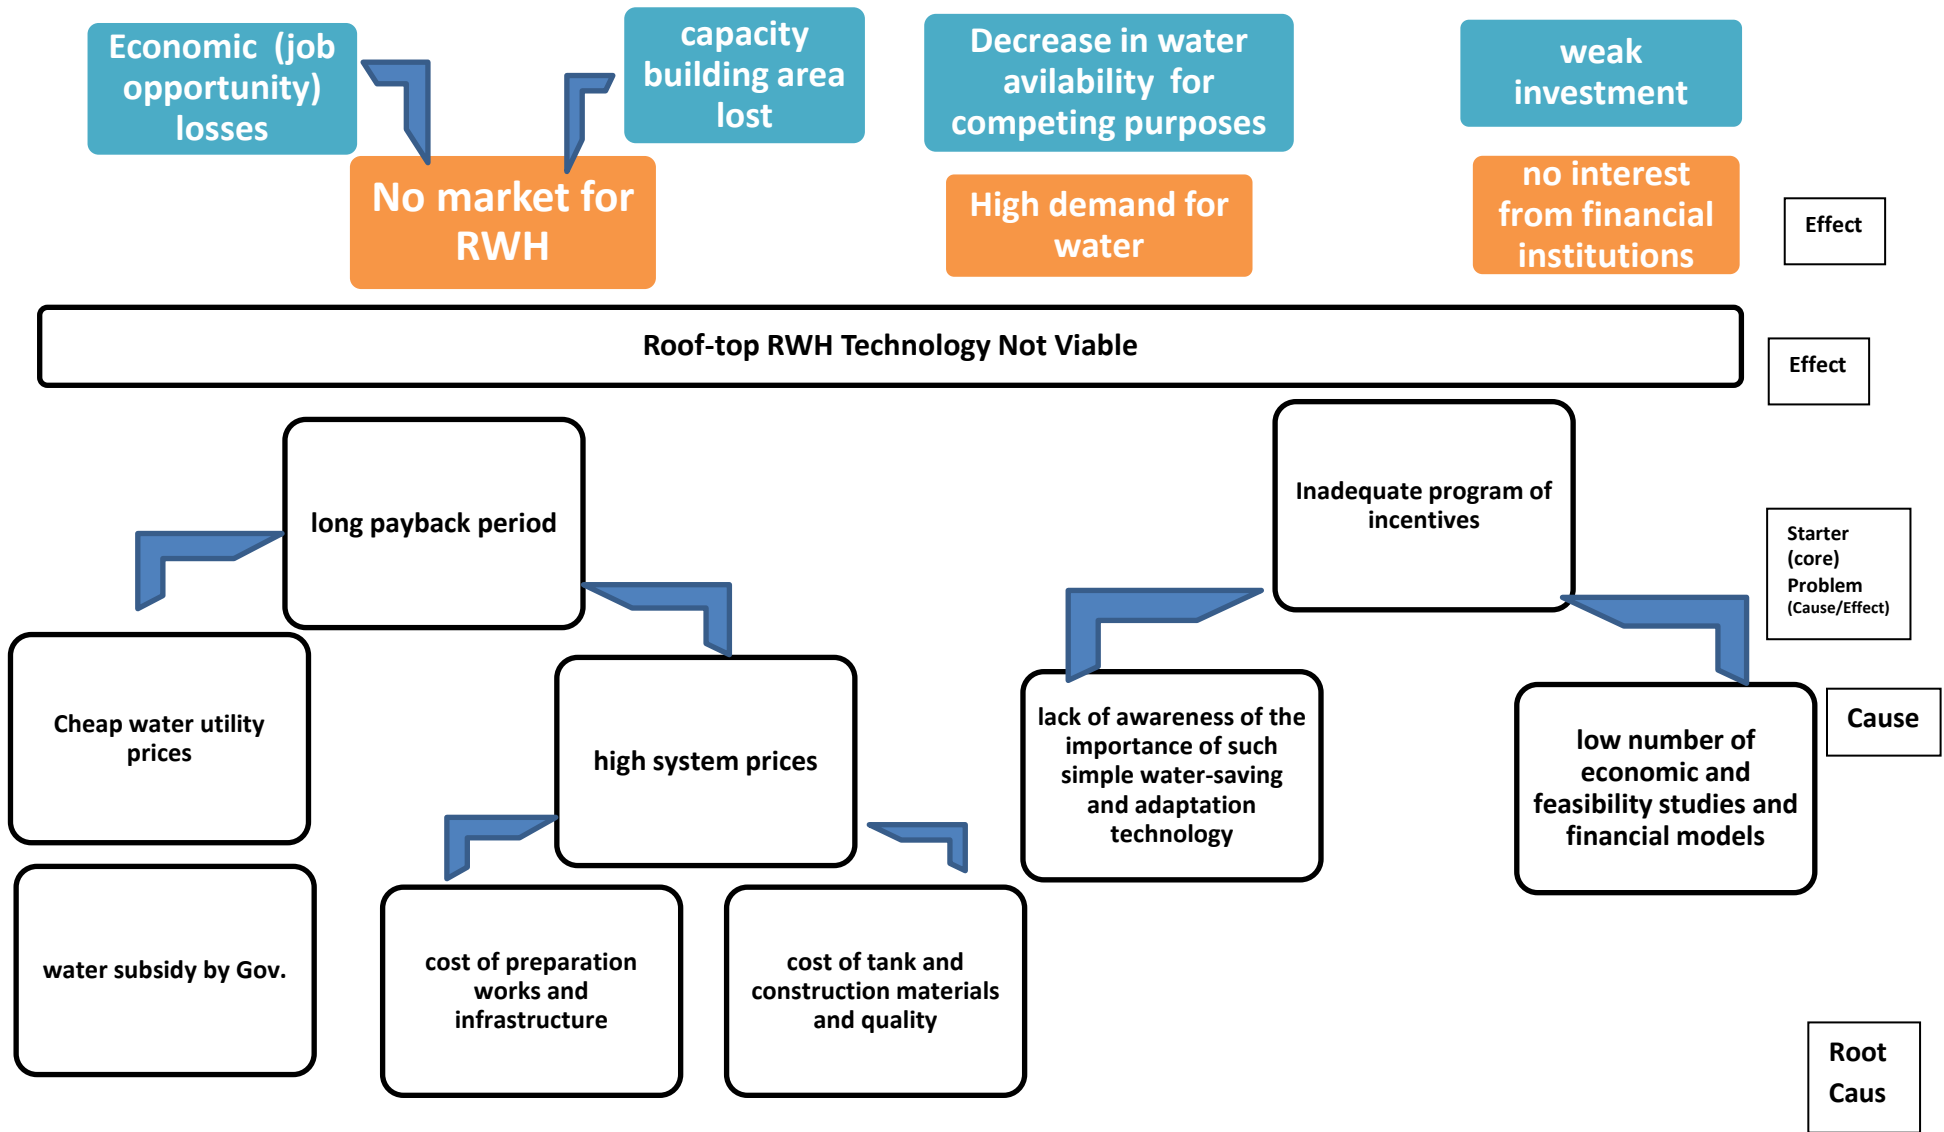 Economic (job
opportunity)
losses
capacity
building area
lost
Decrease in water
avilability for
competing purposes
weak
investment
No market for
RWH
High demand for
water
no interest
from financial
institutions
Effect
Roof-top RWH Technology Not Viable
Effect
long payback period
Inadequate program of
incentives
Starter
(core)
Problem
(Cause/Effect)
Cheap water utility
prices
high system prices
lack of awareness of the
importance of such
simple water-saving
and adaptation
technology
low number of
economic and
feasibility studies and
financial models
Cause
water subsidy by Gov.
cost of preparation
works and
infrastructure
cost of tank and
construction materials
and quality
Root
Caus